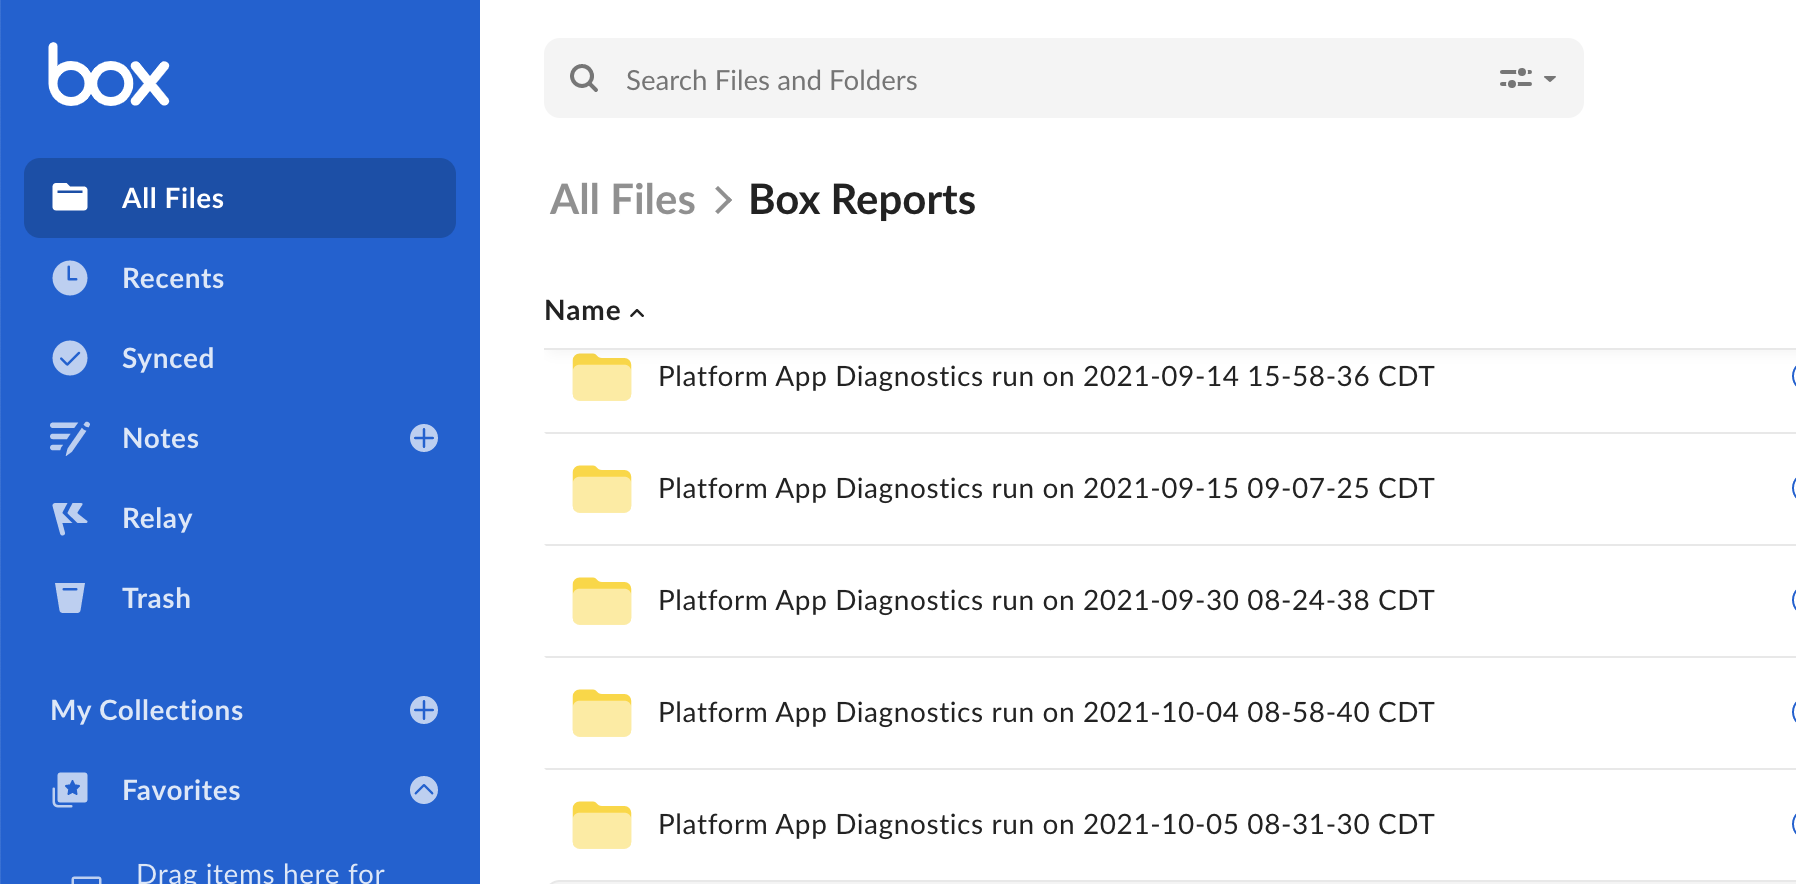 box
Search Files and Folders
All Files
Recents
Synced
Notes
Relay
Trash
My Collections
Favorites
Drag items here for
All Files > Box Reports
Name
Platform App Diagnostics run on 2021-09-14 15-58-36 CDT
Platform App Diagnostics run on 2021-09-15 09-07-25 CDT
Platform App Diagnostics run on 2021-09-30 08-24-38 CDT
Platform App Diagnostics run on 2021-10-04 08-58-40 CDT
Platform App Diagnostics run on 2021-10-05 08-31-30 CDT